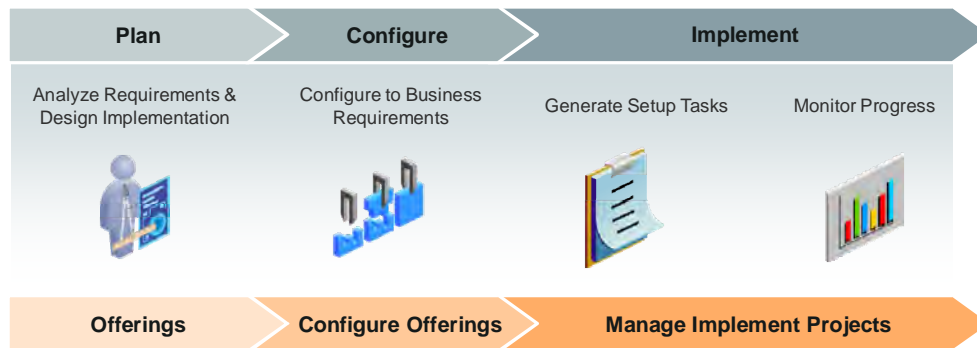 Plan
Configure
Implement
Analyze Requirements &
Design Implementation
Configure to Business
Requirements
Generate Setup Tasks
Monitor Progress
Offerings
Configure Offerings
Manage Implement Projects